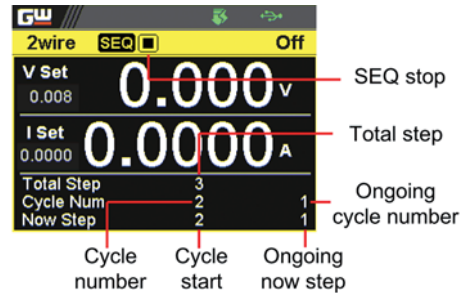 GW
2wire SEQ Off
V Set
0.008
0.000 V
I Set
0.0000
0.0000 A
Total Step 3
Cycle Num 2 1
Now Step 2 1
SEQ stop
Total step
Ongoing
cycle number
Cycle
number
Cycle
start
Ongoing
now step